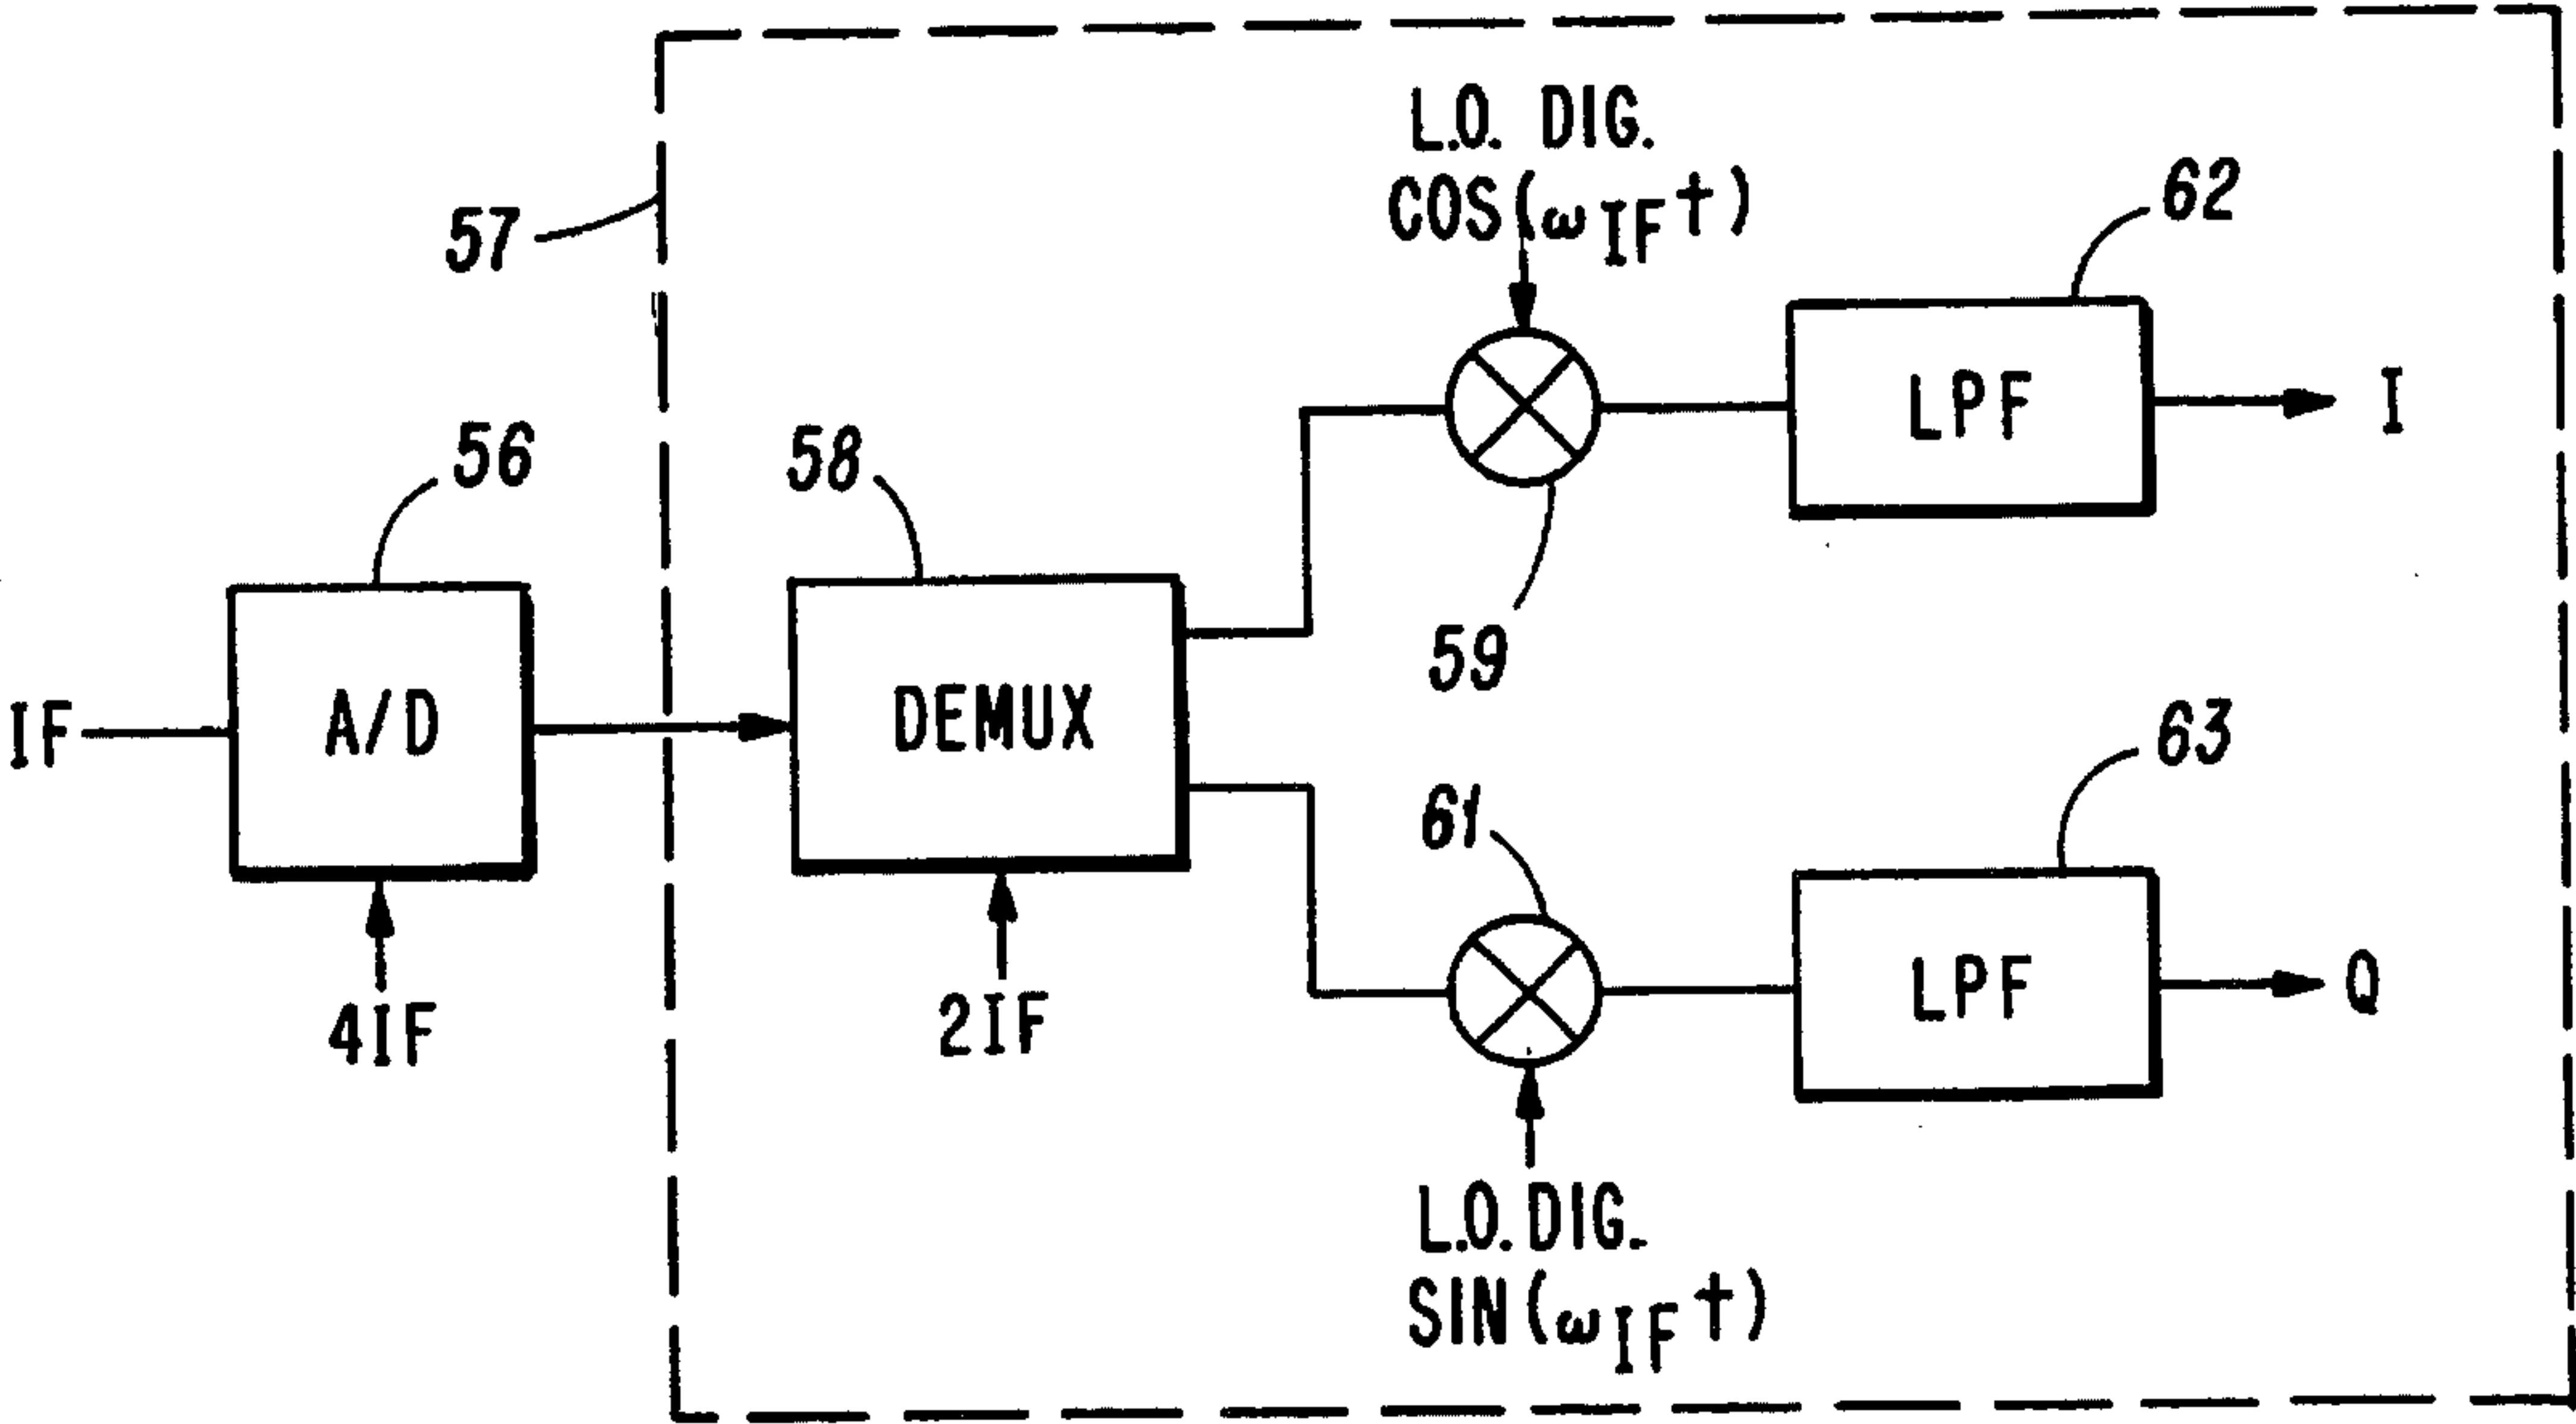 L.O. DIG.
COS(ωIFt)
62
57
LPF
I
56
58
59
IF
A/D
DEMUX
63
61
4IF
2IF
LPF
Q
L.O. DIG.
SIN(ωIFt)